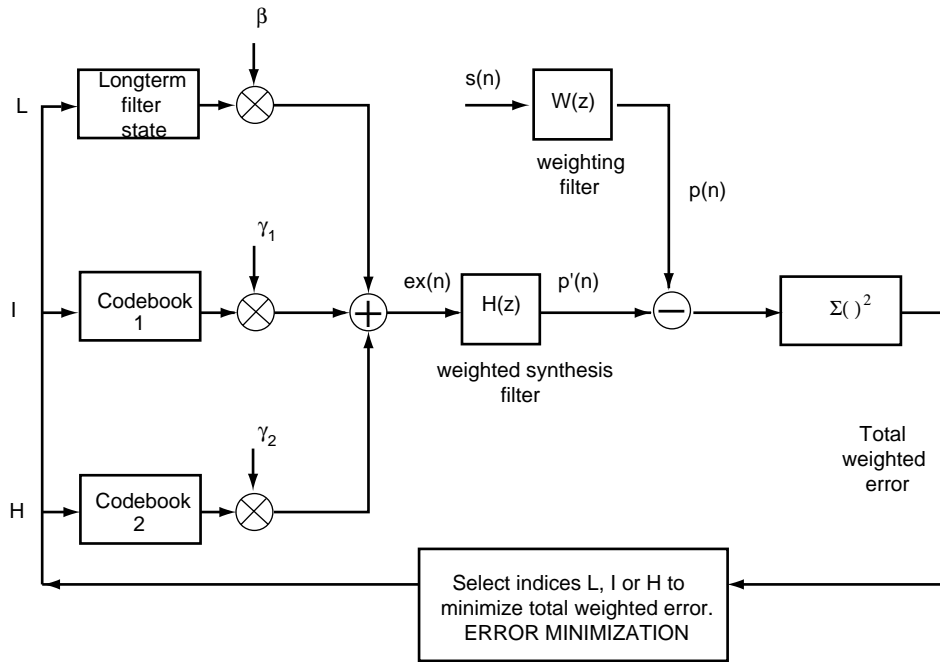 β
L
Longterm
filter
state
s(n)
W(z)
weighting
filter
p(n)
γ1
I
Codebook
1
ex(n)
H(z)
p'(n)
weighted synthesis
filter
Σ( )²
γ2
H
Codebook
2
Total
weighted
error
Select indices L, I or H to
minimize total weighted error.
ERROR MINIMIZATION